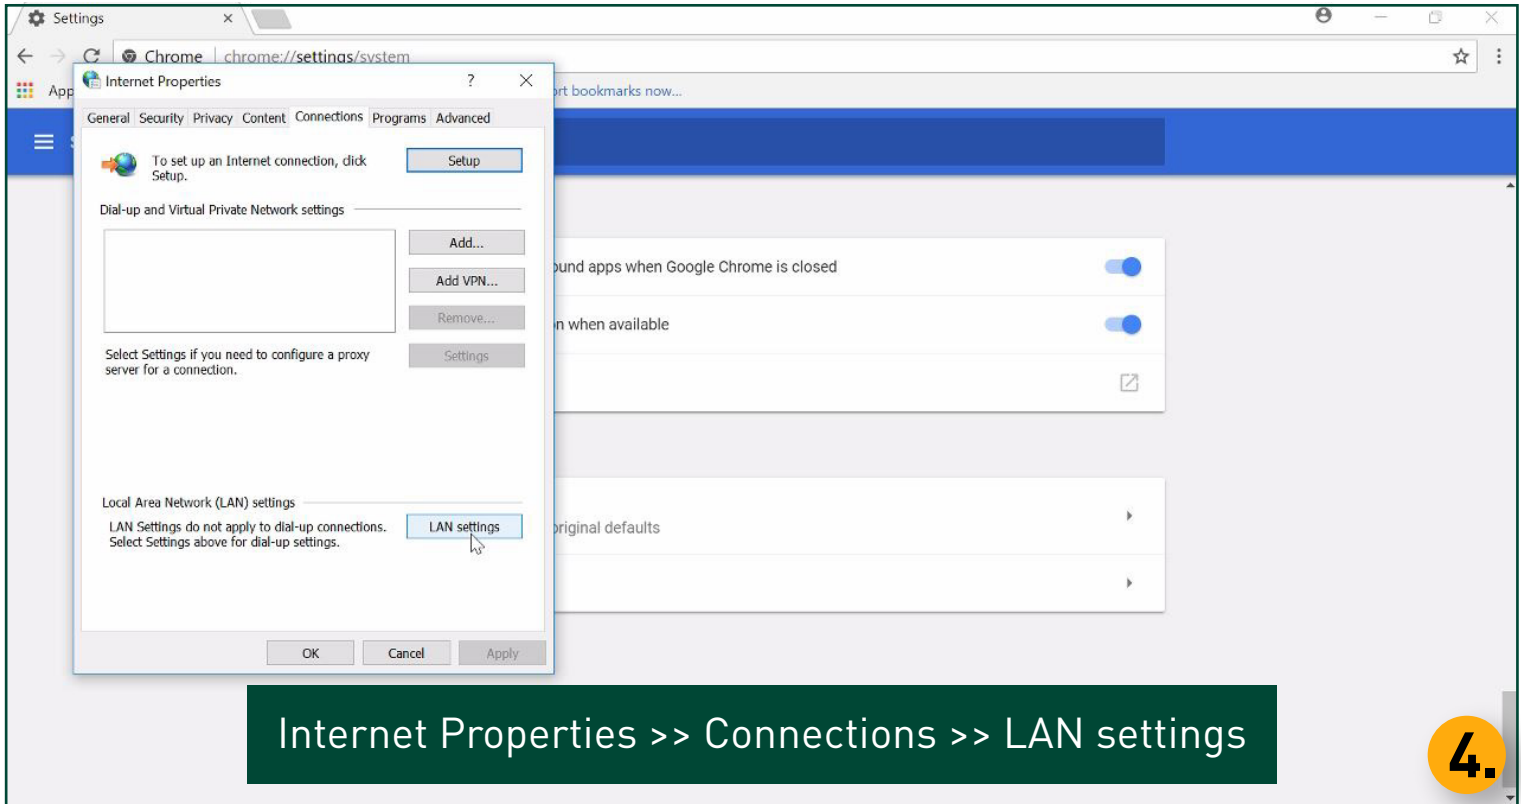 Settings
Chrome | chrome://settings/system
App
ort bookmarks now...
Internet Properties
?
General Security Privacy Content Connections Programs Advanced
To set up an Internet connection, click
Setup.
Setup
Dial-up and Virtual Private Network settings
Add...
Add VPN...
Remove...
Select Settings if you need to configure a proxy
server for a connection.
Settings
Local Area Network (LAN) settings
LAN Settings do not apply to dial-up connections.
Select Settings above for dial-up settings.
LAN settings
OK Cancel Apply
ound apps when Google Chrome is closed
n when available
original defaults
Internet Properties >> Connections >> LAN settings
4.